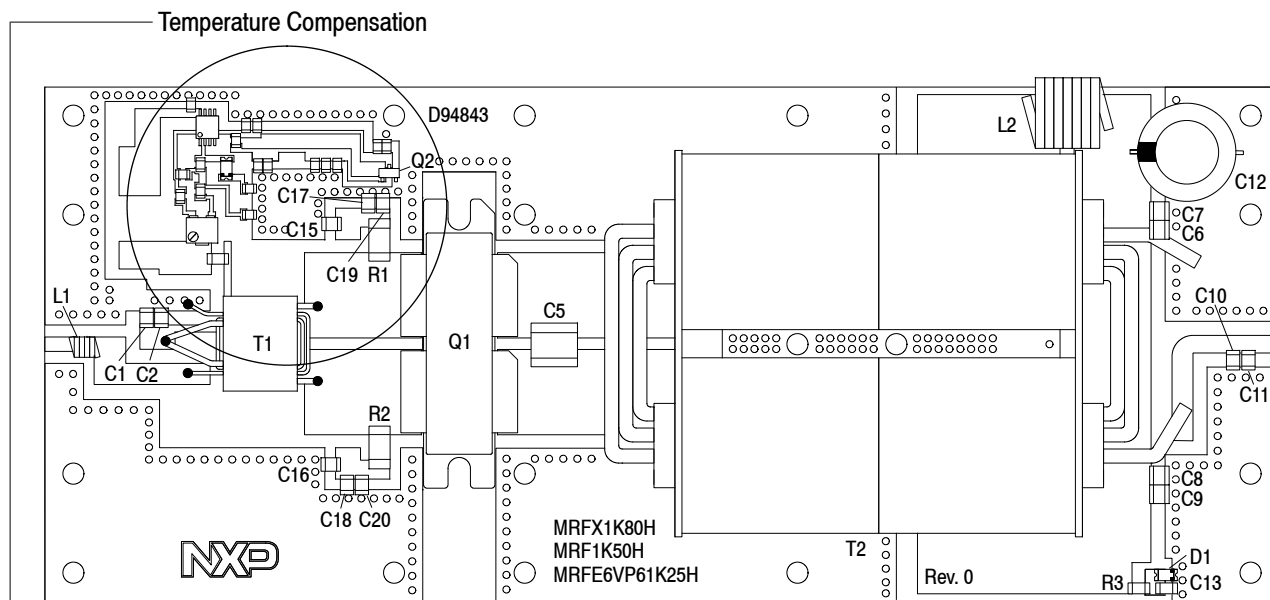 Temperature Compensation
D94843
L2
Q2
C12
C17
C7
C15
C6
C19
R1
L1
C5
C10
T1
Q1
C1
C2
C11
R2
C16
C8
C9
C18
C20
MRFX1K80H
MRF1K50H
MRFE6VP61K25H
NXP
T2
D1
Rev. 0
R3
C13